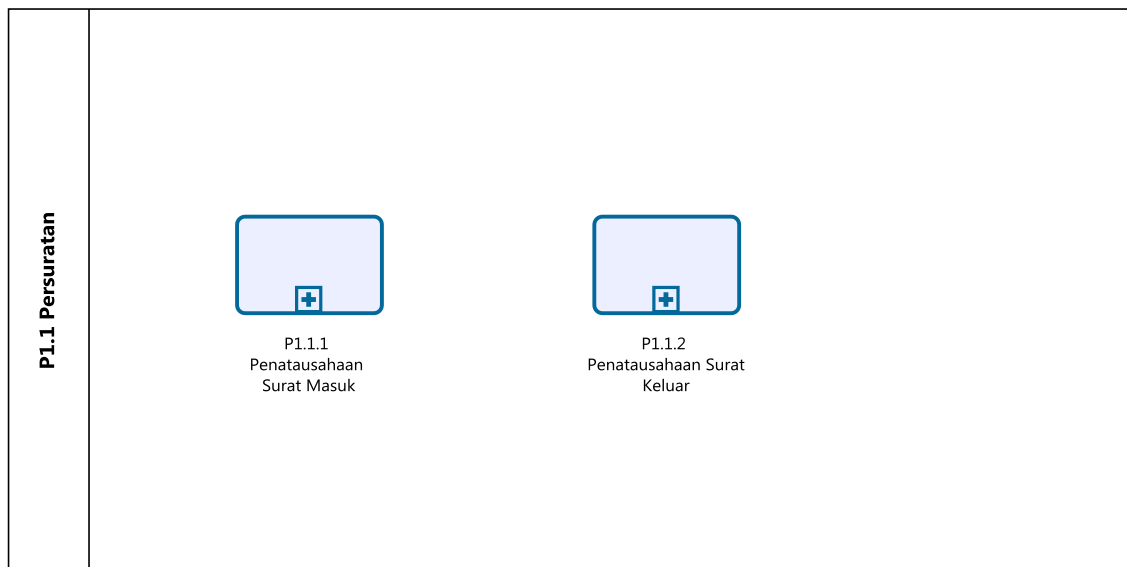 P1.1 Persuratan
P1.1.1
Penatausahaan
Surat Masuk
P1.1.2
Penatausahaan Surat
Keluar